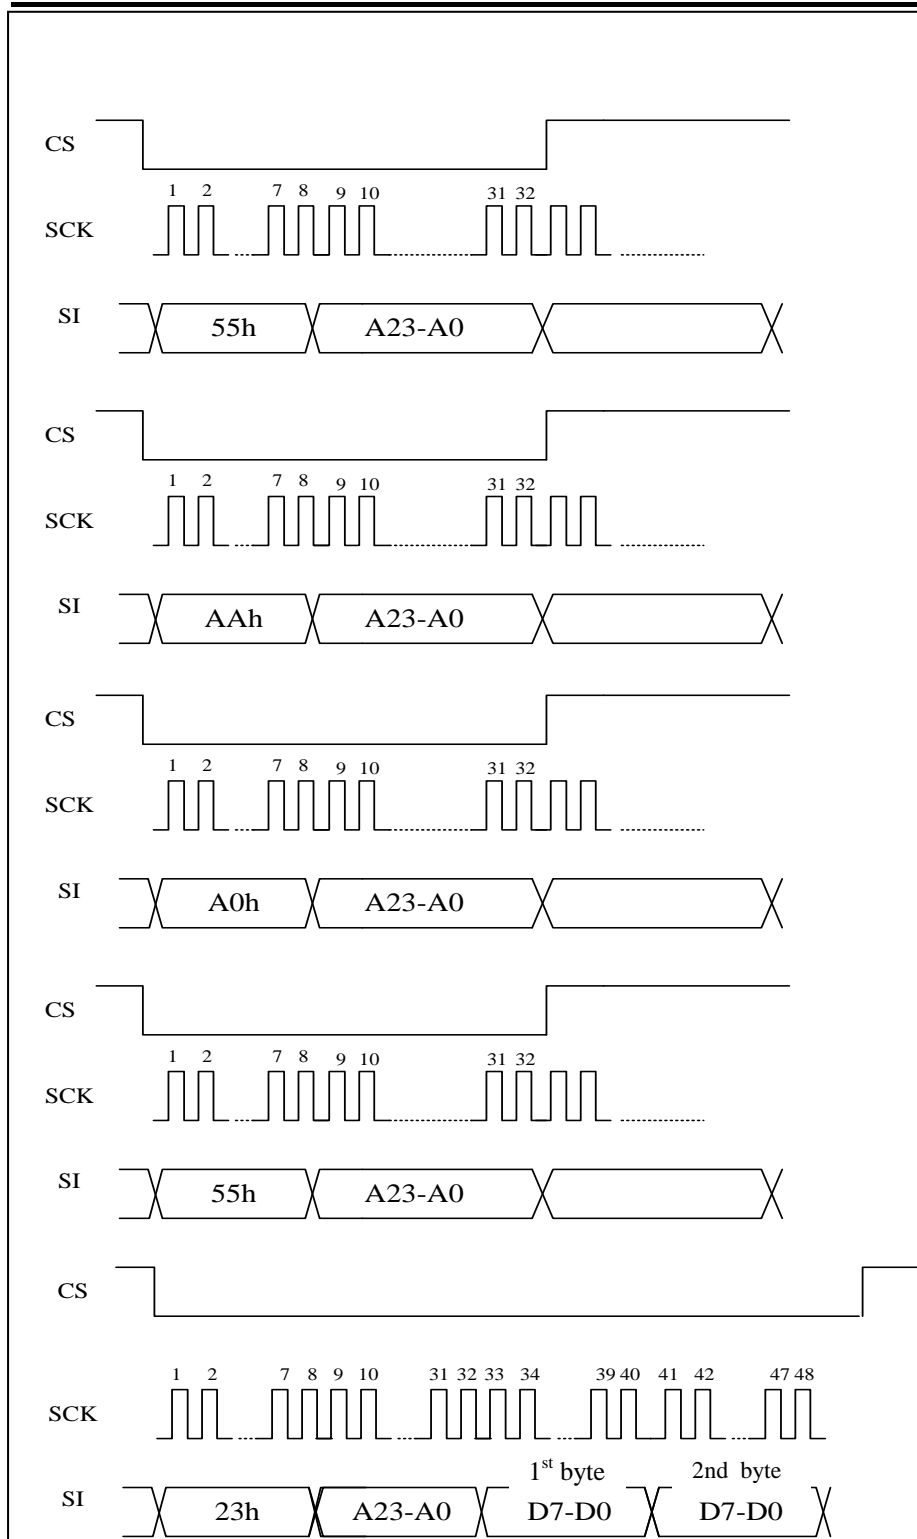 CS
1 2 7 8 9 10 31 32
SCK
SI 55h A23-A0
CS
1 2 7 8 9 10 31 32
SCK
SI AAh A23-A0
CS
1 2 7 8 9 10 31 32
SCK
SI A0h A23-A0
CS
1 2 7 8 9 10 31 32
SCK
SI 55h A23-A0
CS
1 2 7 8 9 10 31 32 33 34 39 40 41 42 47 48
SCK
1st byte 2nd byte
SI 23h A23-A0 D7-D0 D7-D0